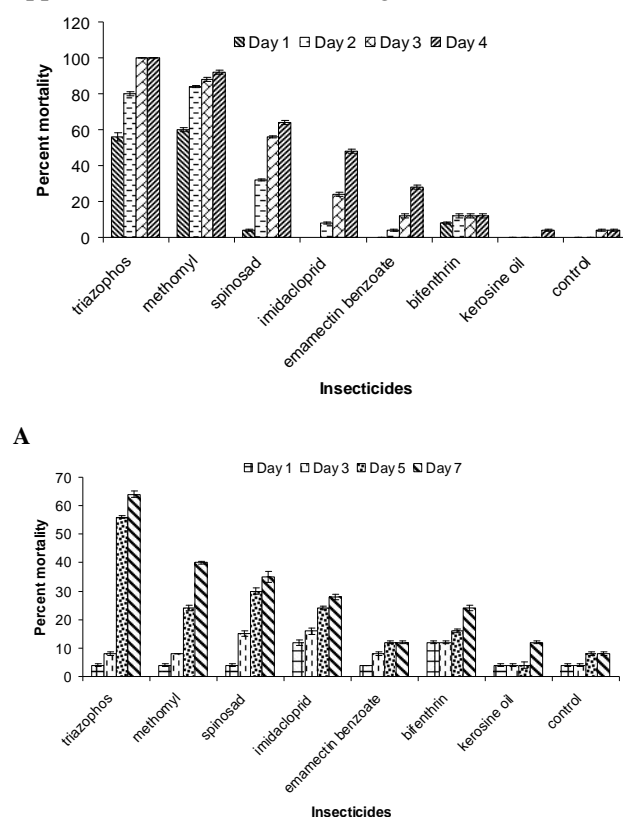 120
100
80
60
40
20
0
Percent mortality
Day 1 Day 2 Day 3 Day 4
triazophos
methomyl
spinosad
imidacloprid
emamectin benzoate
bifenthrin
kerosine oil
control
Insecticides
A
70
60
50
40
30
20
10
0
Percent mortality
Day 1 Day 3 Day 5 Day 7
triazophos
methomyl
spinosad
imidacloprid
emamectin benzoate
bifenthrin
kerosine oil
control
Insecticides